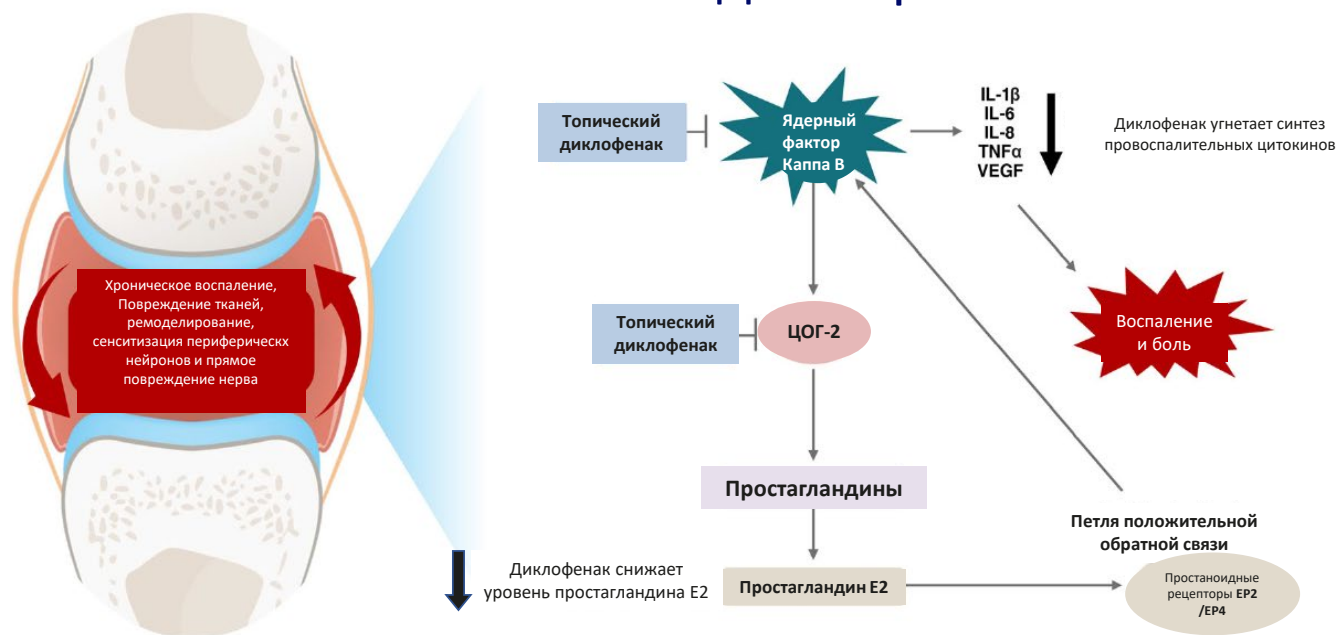 Топический
диклофенак
Ядерный
фактор
Каппа В
IL-1β
IL-6
IL-8
TNFα
VEGF
Диклофенак угнетает синтез
провоспалительных цитокинов
Хроническое воспаление,
Повреждение тканей,
ремоделирование,
сенситизация периферическх
нейронов и прямое
повреждение нерва
Топический
диклофенак
ЦОГ-2
Воспаление
и боль
Простагландины
Петля положительной
обратной связи
Диклофенак снижает
уровень простагландина Е2
Простагландин Е2
Простаноидные
рецепторы EP2
/EP4